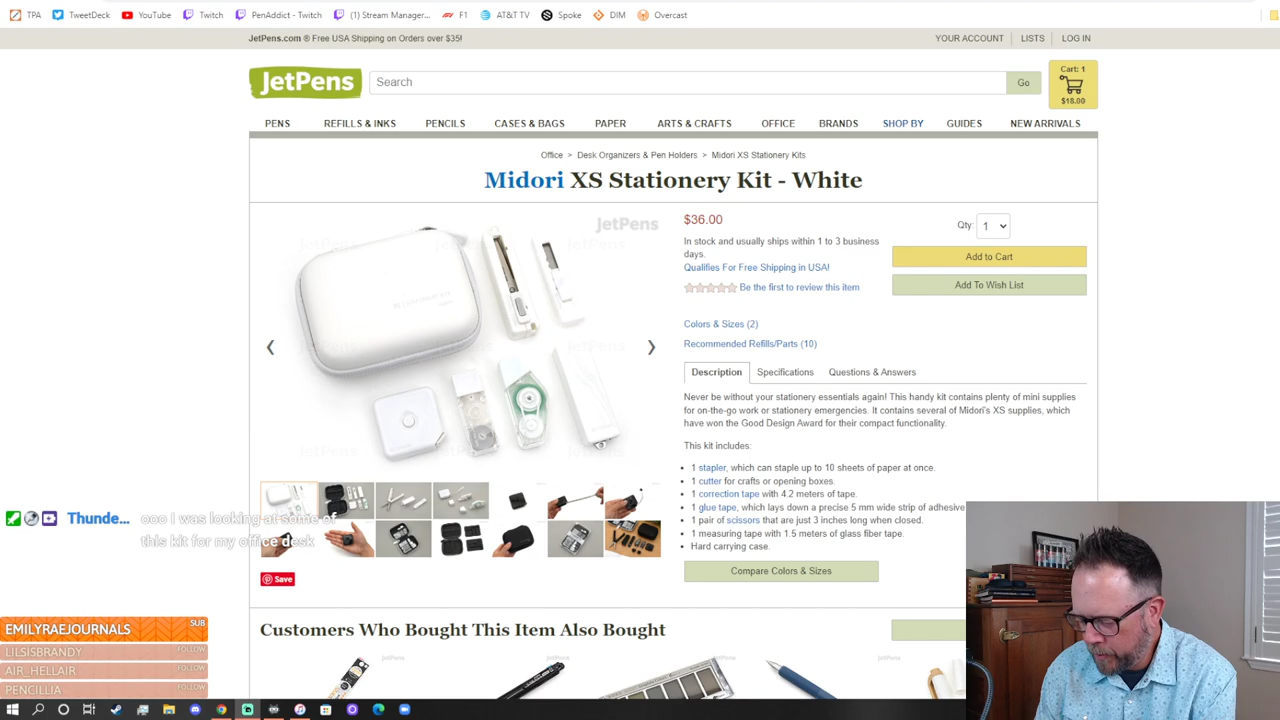 TPA TweetDeck YouTube Twitch PenAddict - Twitch (1) Stream Manager... F1 AT&T TV Spoke DIM Overcast
JetPens.com ® Free USA Shipping on Orders over $35!
YOUR ACCOUNT LISTS LOG IN
JetPens
Search
Go
Cart: 1
$18.00
PENS REFILLS & INKS PENCILS CASES & BAGS PAPER ARTS & CRAFTS OFFICE BRANDS SHOP BY GUIDES NEW ARRIVALS
Office > Desk Organizers & Pen Holders > Midori XS Stationery Kits
Midori XS Stationery Kit - White
JetPens
$36.00
Qty: 1
In stock and usually ships within 1 to 3 business
days.
Qualifies For Free Shipping in USA!
Be the first to review this item
Add to Cart
Add To Wish List
Colors & Sizes (2)
Recommended Refills/Parts (10)
Description Specifications Questions & Answers
Never be without your stationery essentials again! This handy kit contains plenty of mini supplies
for on-the-go work or stationery emergencies. It contains several of Midori's XS supplies, which
have won the Good Design Award for their compact functionality.
This kit includes:
1 stapler, which can staple up to 10 sheets of paper at once.
1 cutter for crafts or opening boxes.
1 correction tape with 4.2 meters of tape.
1 glue tape, which lays down a precise 5 mm wide strip of adhesive
1 pair of scissors that are just 3 inches long when closed.
1 measuring tape with 1.5 meters of glass fiber tape.
Hard carrying case.
Compare Colors & Sizes
Thunde... ooo I was looking at some of
this kit for my office desk
Save
Customers Who Bought This Item Also Bought
JetPens JetPens JetPens JetPens
EMILYRAEJOURNALS SUB
LILSISBRANDY FOLLOW
AIR_HELLAIR FOLLOW
PENCILLIA FOLLOW